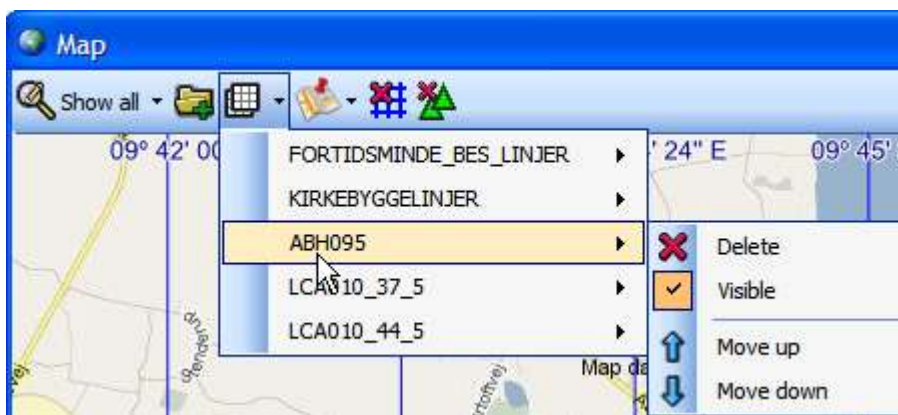 Map
Show all
09° 42' 00
' 24" E
09° 45'
FORTIDSMINDE_BES_LINJER
KIRKEBYGGELINJER
ABH095
Delete
LCA010_37_5
Visible
LCA010_44_5
Move up
Map da
Move down